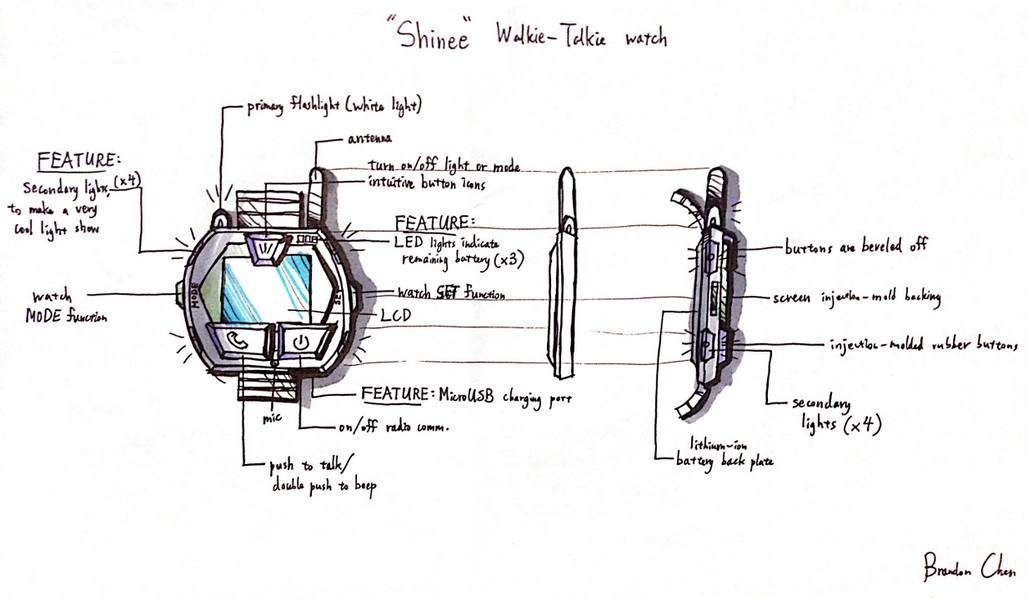 "Shinee" Walkie-Talkie watch
primary flashlight (white light)
antenna
turn on/off light or mode
intuitive button icons
FEATURE:
Secondary lights (x4)
to make a very
cool light show
FEATURE:
LED lights indicate
remaining battery (x3)
watch
MODE function
MODE
SET
watch SET function
LCD
FEATURE: MicroUSB charging port
mic
on/off radio comm.
push to talk/
double push to beep
buttons are beveled off
screen injection-mold backing
injection-molded rubber buttons
secondary
lights (x4)
lithium-ion
battery back plate
Brandon Chen